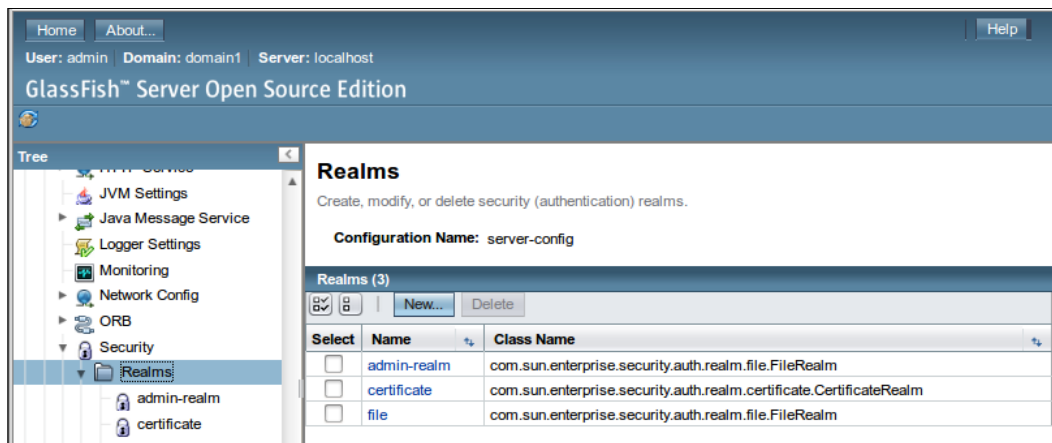 Home About... Help
User: admin Domain: domain1 Server: localhost
GlassFish™ Server Open Source Edition
Tree
JVM Settings
Java Message Service
Logger Settings
Monitoring
Network Config
ORB
Security
Realms
admin-realm
certificate
Realms
Create, modify, or delete security (authentication) realms.
Configuration Name: server-config
Realms (3)
New... Delete
Select Name Class Name
admin-realm com.sun.enterprise.security.auth.realm.file.FileRealm
certificate com.sun.enterprise.security.auth.realm.certificate.CertificateRealm
file com.sun.enterprise.security.auth.realm.file.FileRealm